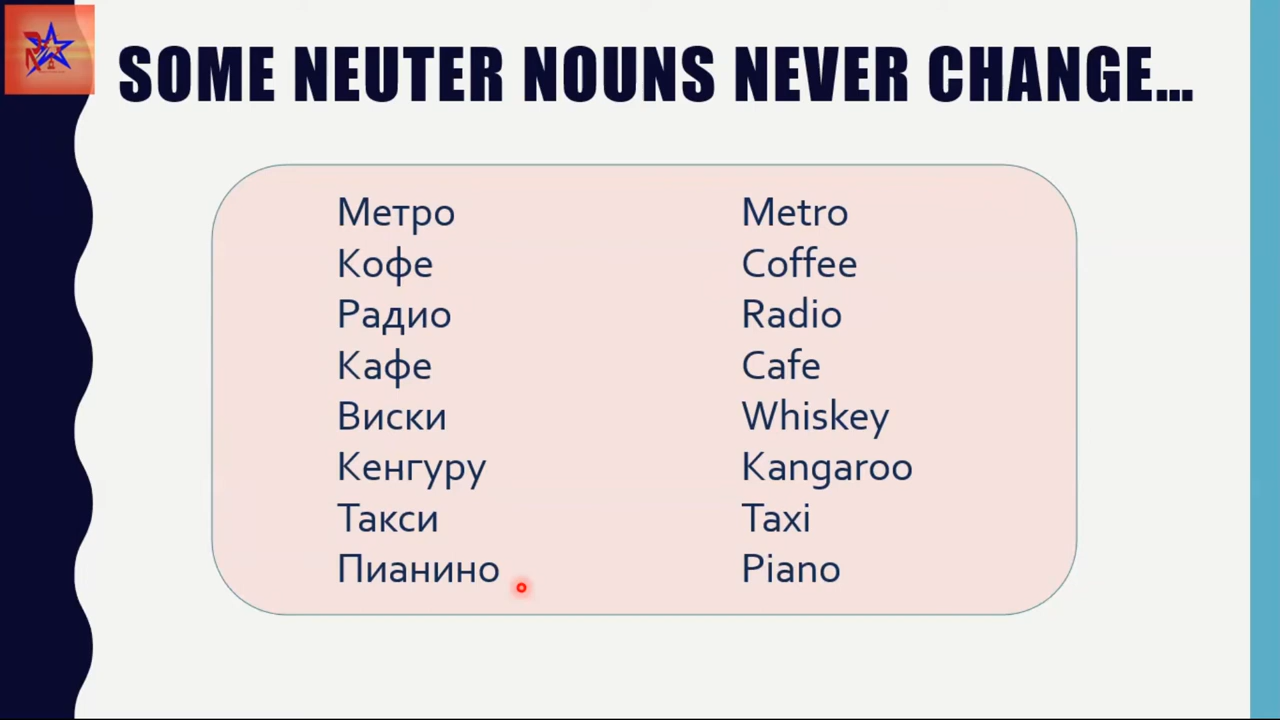 SOME NEUTER NOUNS NEVER CHANGE...
Метро Metro
Кофе Coffee
Радио Radio
Кафе Cafe
Виски Whiskey
Кенгуру Kangaroo
Такси Taxi
Пианино Piano